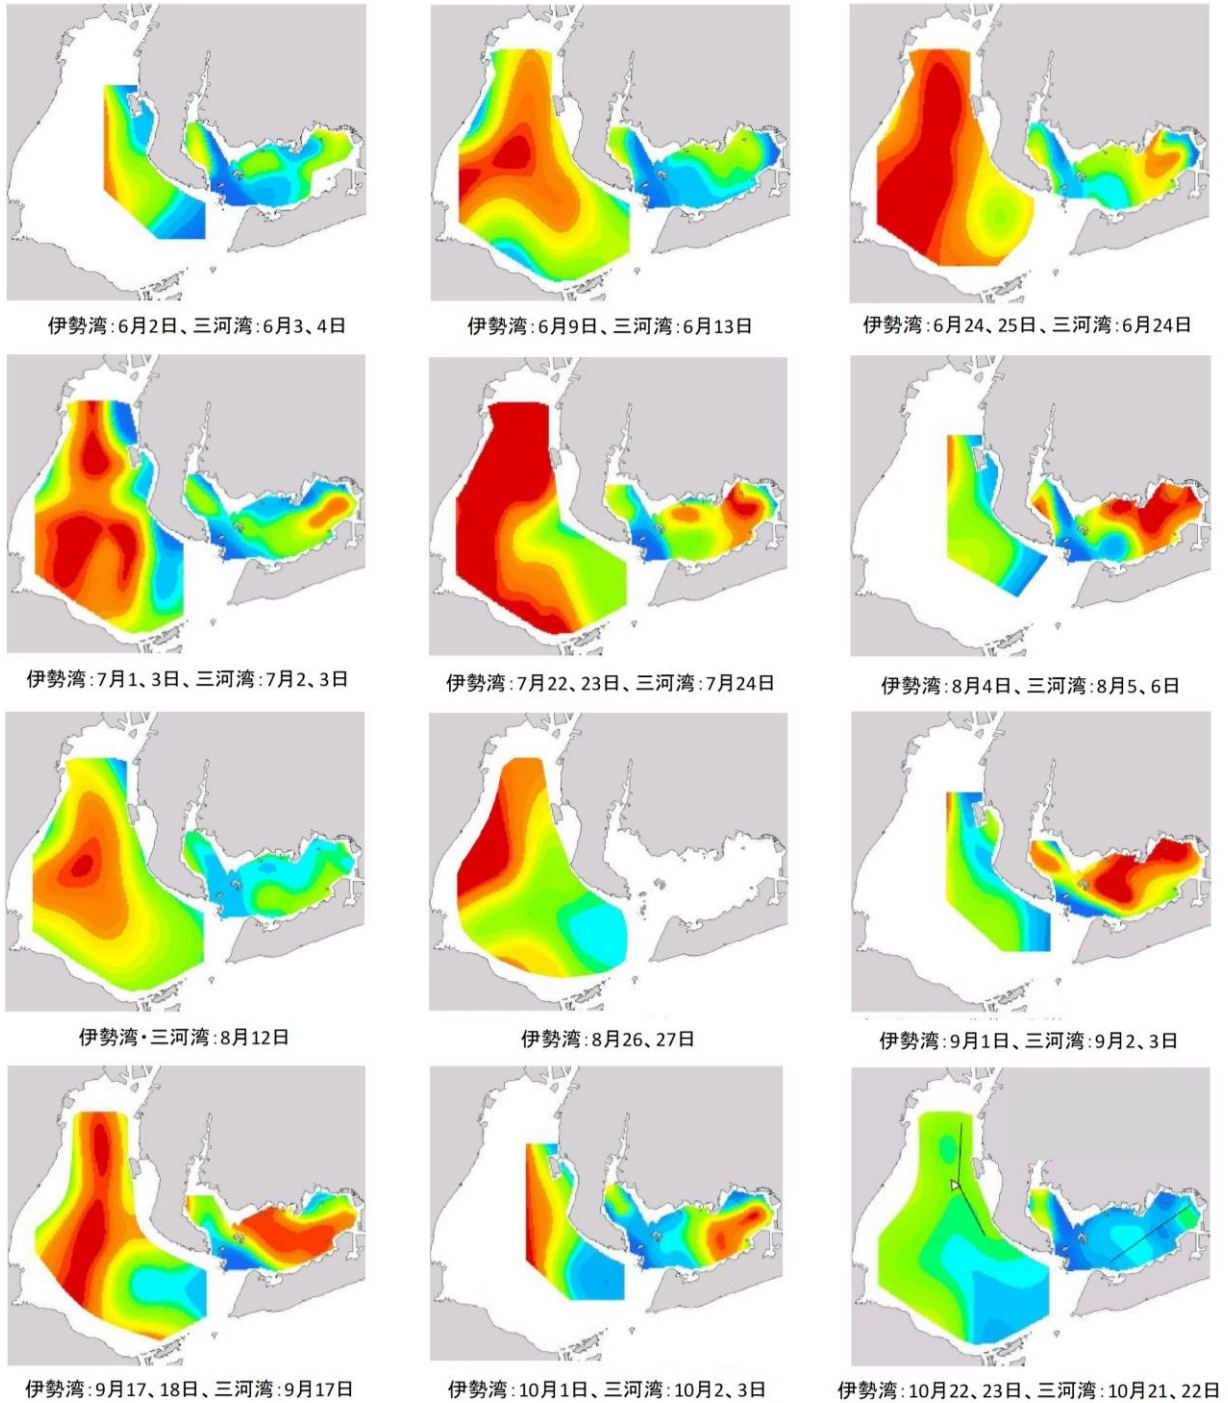 伊勢湾:6月2日、三河湾:6月3、4日
伊勢湾:6月9日、三河湾:6月13日
伊勢湾:6月24、25日、三河湾:6月24日
伊勢湾:7月1、3日、三河湾:7月2、3日
伊勢湾:7月22、23日、三河湾:7月24日
伊勢湾:8月4日、三河湾:8月5、6日
伊勢湾・三河湾:8月12日
伊勢湾:8月26、27日
伊勢湾:9月1日、三河湾:9月2、3日
伊勢湾:9月17、18日、三河湾:9月17日
伊勢湾:10月1日、三河湾:10月2、3日
伊勢湾:10月22、23日、三河湾:10月21、22日